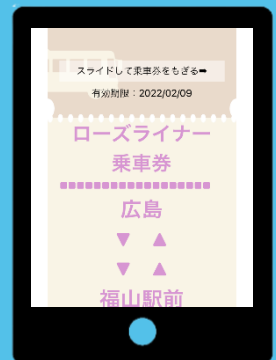 スライドして乗車券をもぎる➡
有効期限：2022/02/09
ローズライナー
乗車券
広島
▼ ▲
▼ ▲
福山駅前